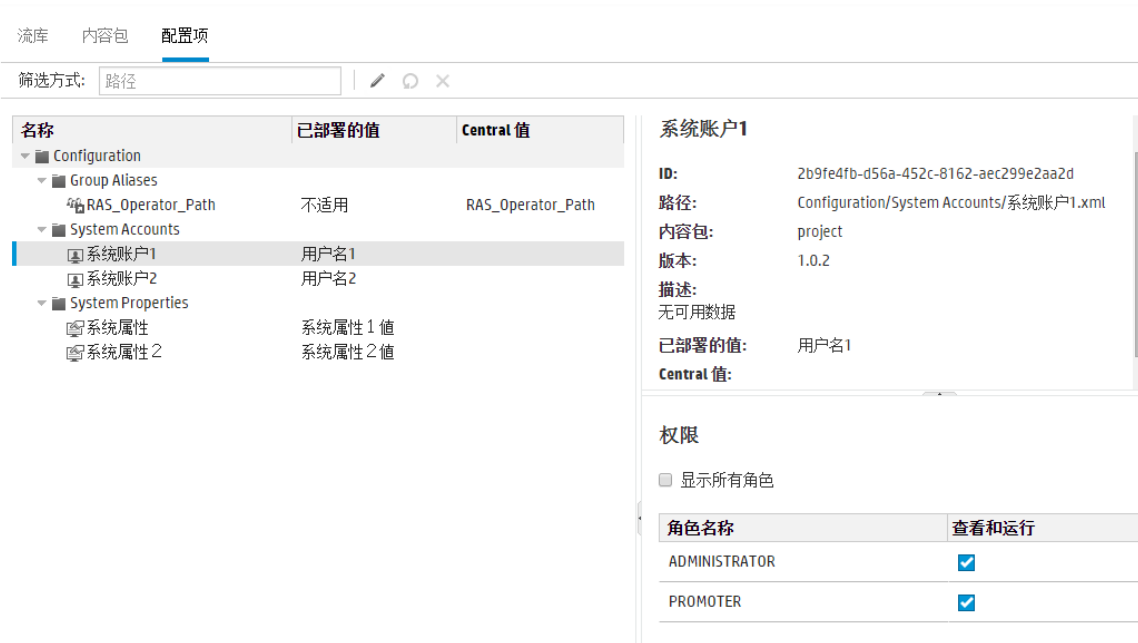 流库 内容包 配置项
筛选方式: 路径
名称 已部署的值 Central 值
Configuration
Group Aliases
RAS_Operator_Path 不适用 RAS_Operator_Path
System Accounts
系统账户1 用户名1
系统账户2 用户名2
System Properties
系统属性 系统属性１值
系统属性２ 系统属性２值
系统账户1
ID: 2b9fe4fb-d56a-452c-8162-aec299e2aa2d
路径: Configuration/System Accounts/系统账户1.xml
内容包: project
版本: 1.0.2
描述:
无可用数据
已部署的值: 用户名1
Central 值:
权限
显示所有角色
角色名称 查看和运行
ADMINISTRATOR
PROMOTER